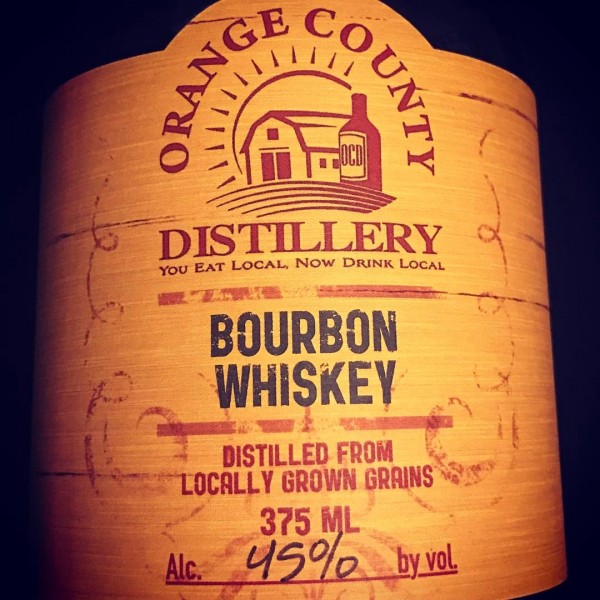 ORANGE COUNTY
OCD
DISTILLERY
YOU EAT LOCAL, NOW DRINK LOCAL
BOURBON
WHISKEY
DISTILLED FROM
LOCALLY GROWN GRAINS
375 ML
Alc. 45% by vol.